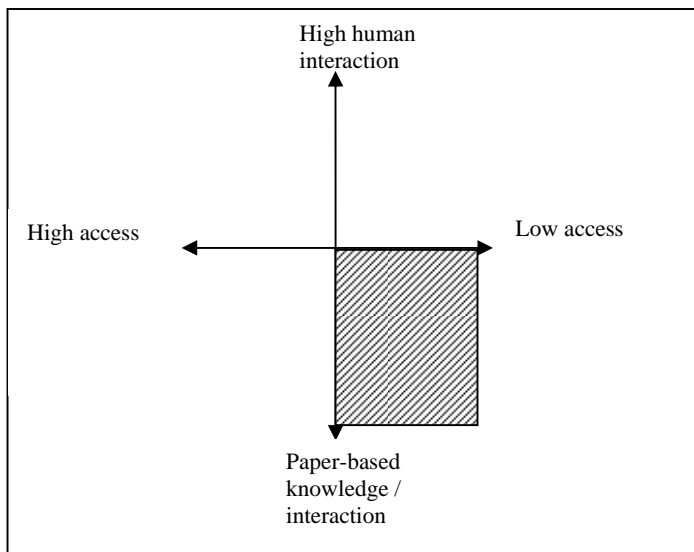 High human
interaction
High access
Low access
Paper-based
knowledge /
interaction